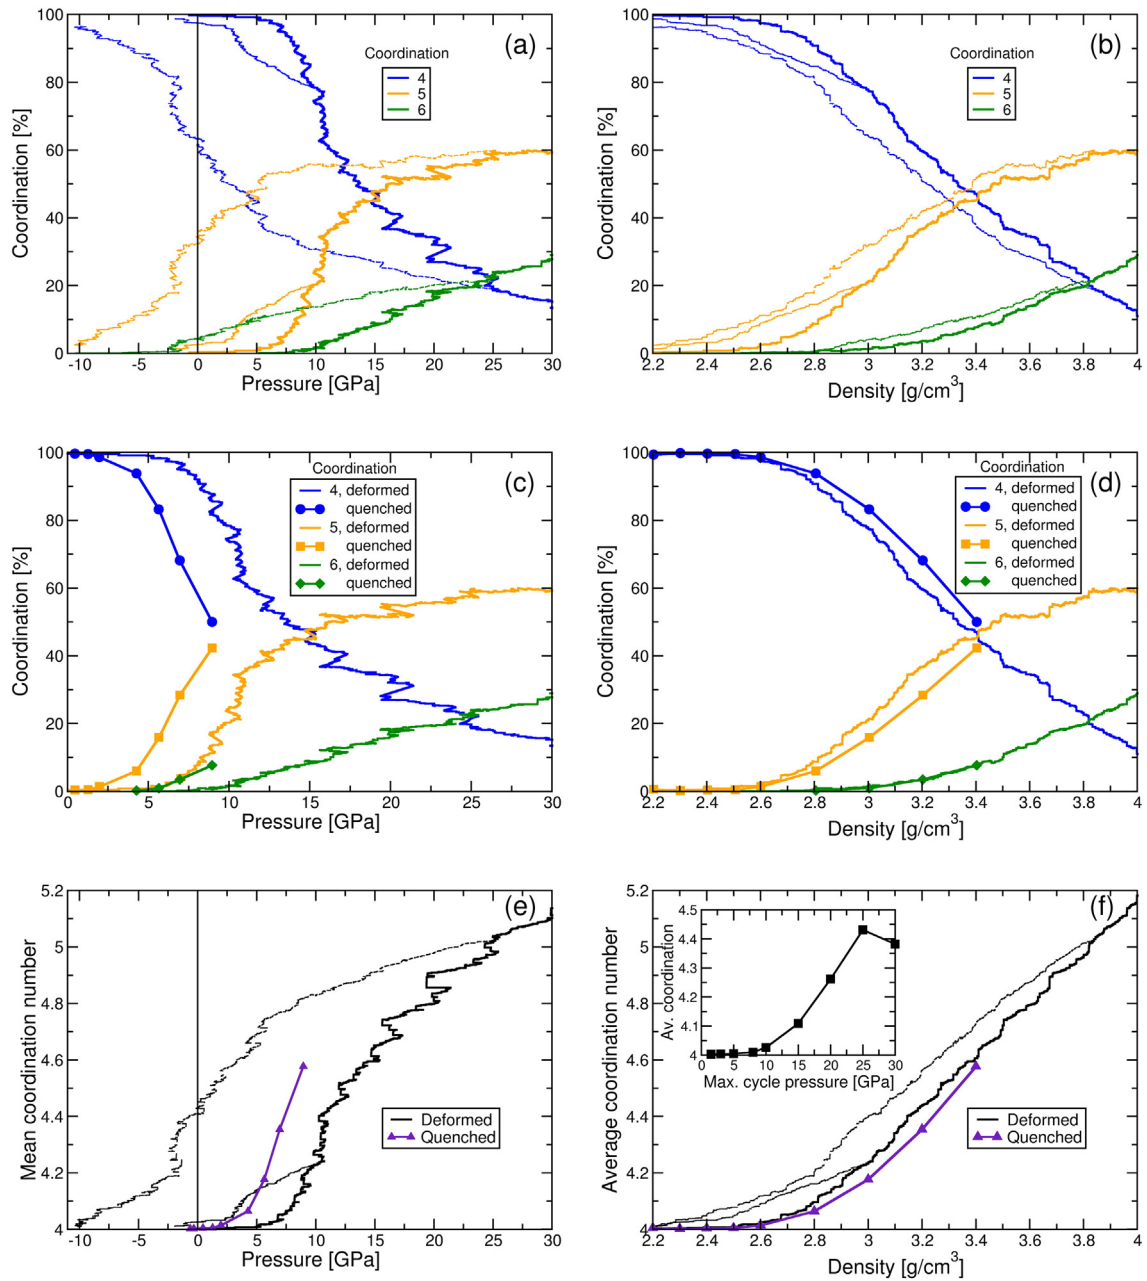 (a)
Coordination
4
5
6
Coordination [%]
100
80
60
40
20
0
-10 -5 0 5 10 15 20 25 30
Pressure [GPa]
(b)
Coordination
4
5
6
Coordination [%]
100
80
60
40
20
0
2.2 2.4 2.6 2.8 3 3.2 3.4 3.6 3.8 4
Density [g/cm3]
(c)
Coordination
4, deformed
quenched
5, deformed
quenched
6, deformed
quenched
Coordination [%]
100
80
60
40
20
0
0 5 10 15 20 25 30
Pressure [GPa]
(d)
Coordination
4, deformed
quenched
5, deformed
quenched
6, deformed
quenched
Coordination [%]
100
80
60
40
20
0
2.2 2.4 2.6 2.8 3 3.2 3.4 3.6 3.8 4
Density [g/cm3]
(e)
Mean coordination number
5.2
5
4.8
4.6
4.4
4.2
4
Deformed
Quenched
-10 -5 0 5 10 15 20 25 30
Pressure [GPa]
(f)
Average coordination number
5.2
5
4.8
4.6
4.4
4.2
4
Av. coordination
4.5
4.4
4.3
4.2
4.1
4
0 5 10 15 20 25 30
Max. cycle pressure [GPa]
Deformed
Quenched
2.2 2.4 2.6 2.8 3 3.2 3.4 3.6 3.8 4
Density [g/cm3]